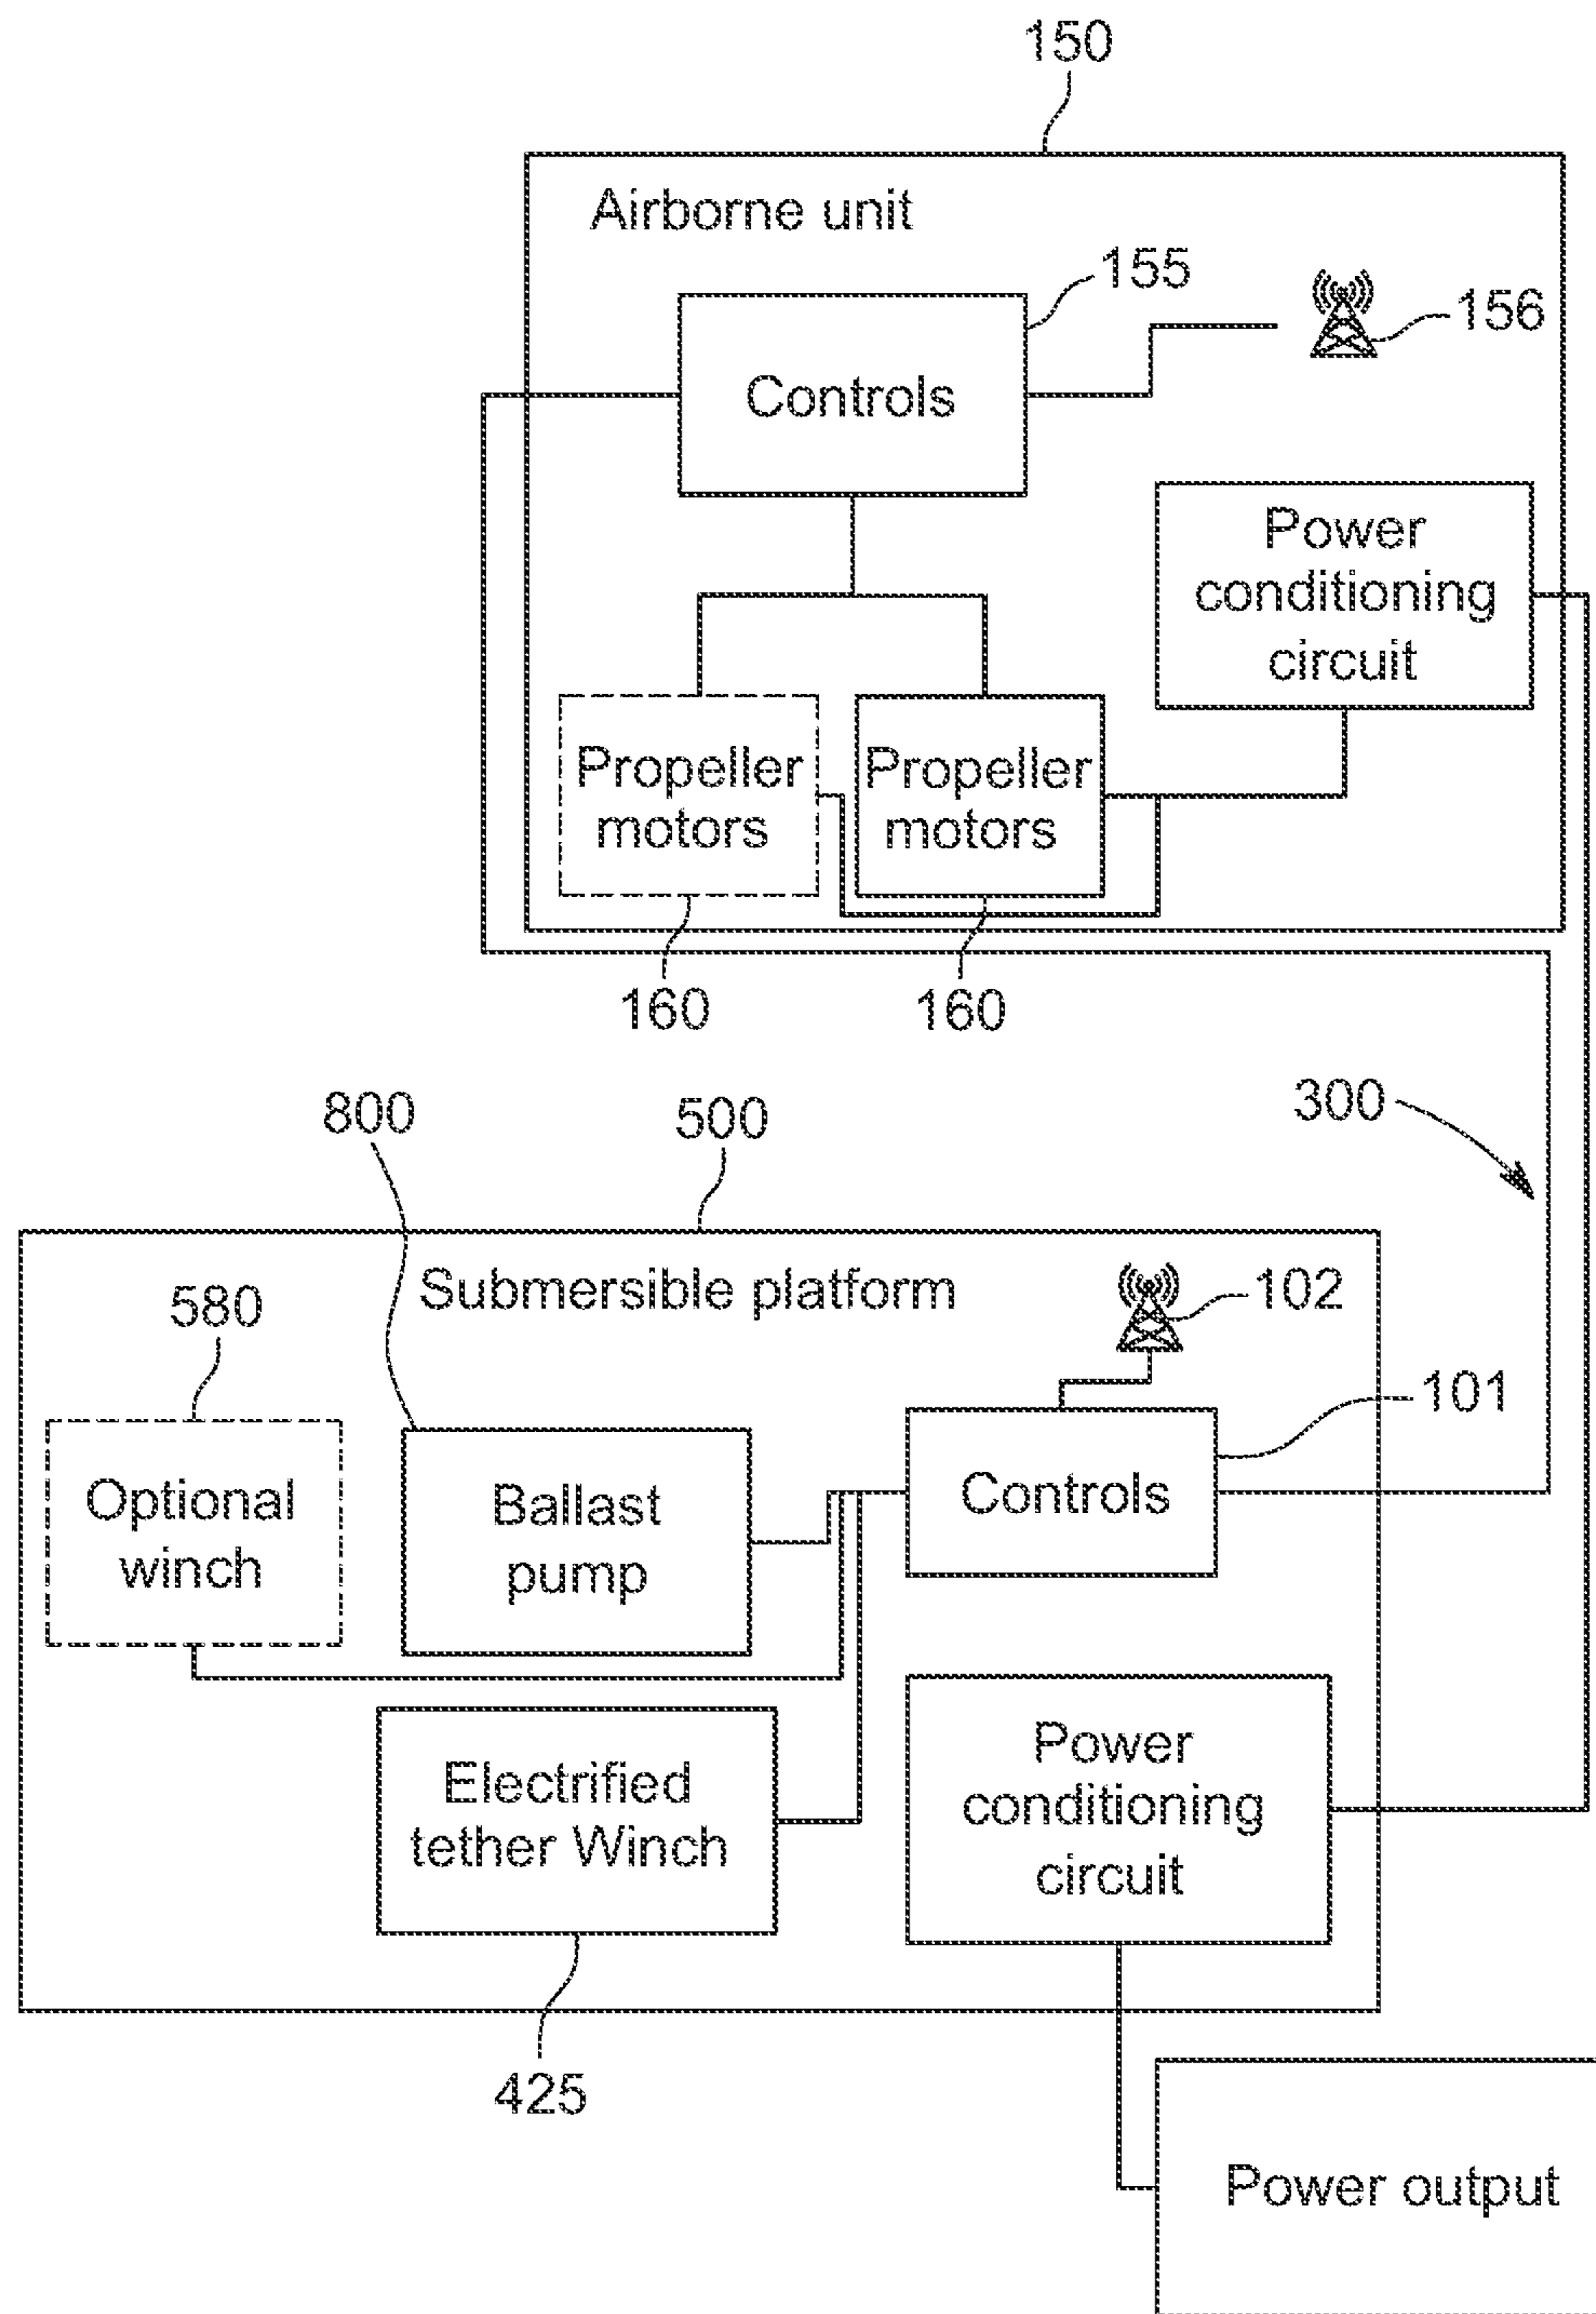 150
Airborne unit
155
156
Controls
Power
conditioning
circuit
Propeller
motors
Propeller
motors
160
160
300
800
500
Submersible platform
580
102
101
Optional
winch
Ballast
pump
Controls
Electrified
tether Winch
Power
conditioning
circuit
425
Power output